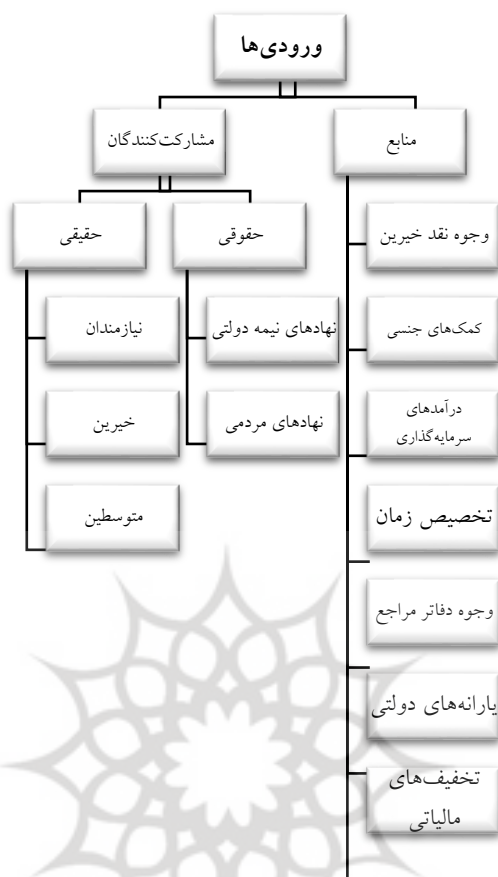 ورودی‌ها
منابع
مشارکت‌کنندگان
وجوه نقد خیرین
حقوقی
حقیقی
کمک‌های جنسی
نهادهای نیمه دولتی
نیازمندان
درآمدهای
سرمایه‌گذاری
نهادهای مردمی
خیرین
تخصیص زمان
متوسطین
وجوه دفاتر مراجع
یارانه‌های دولتی
تخفیف‌های
مالیاتی